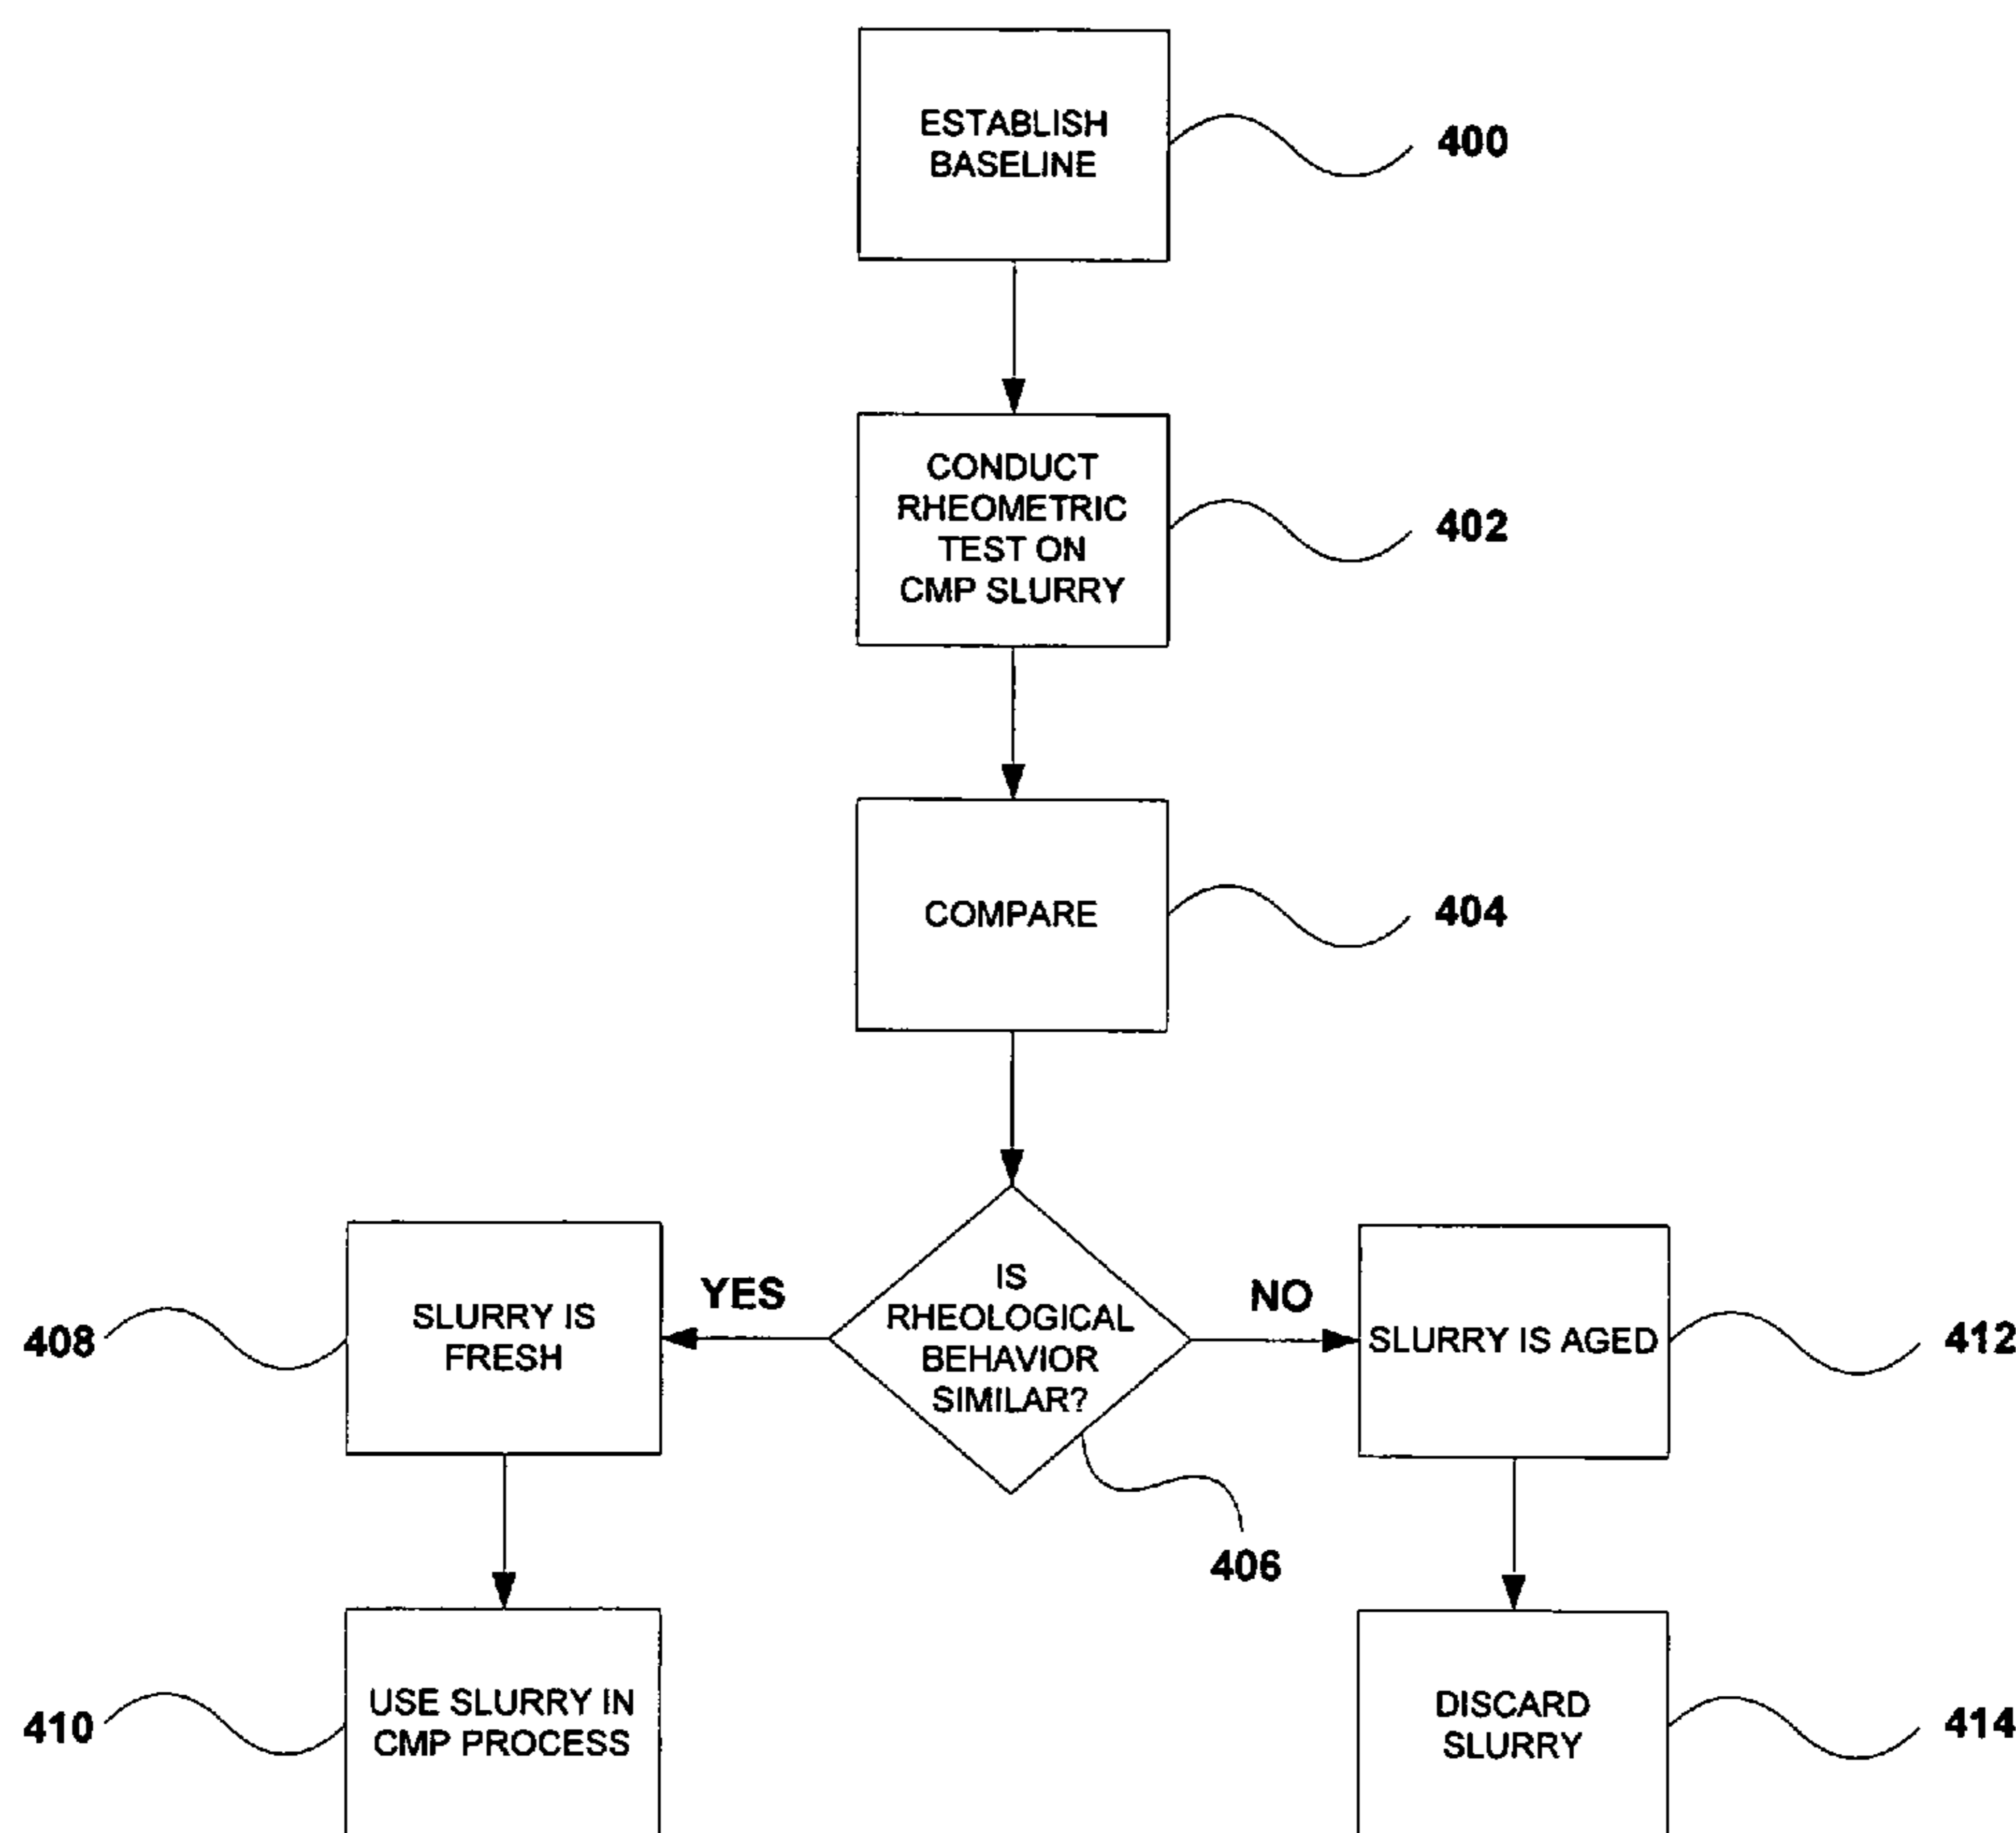 ESTABLISH
BASELINE
400
CONDUCT
RHEOMETRIC
TEST ON
CMP SLURRY
402
COMPARE
404
IS
RHEOLOGICAL
BEHAVIOR
SIMILAR?
406
YES
NO
SLURRY IS
FRESH
408
SLURRY IS AGED
412
USE SLURRY IN
CMP PROCESS
410
DISCARD
SLURRY
414